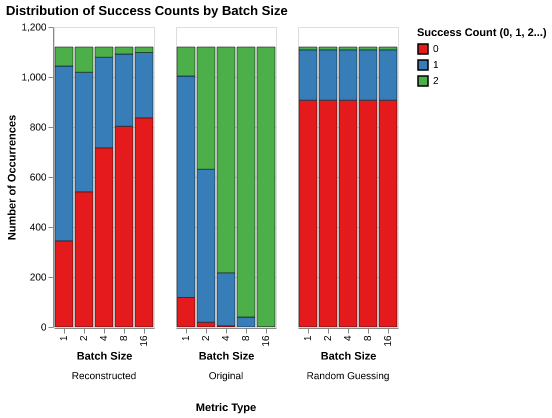 Distribution of Success Counts by Batch Size
Number of Occurrences
1,200
1,000
800
600
400
200
0
1 2 4 8 16
1 2 4 8 16
1 2 4 8 16
Batch Size Batch Size Batch Size
Reconstructed Original Random Guessing
Metric Type
Success Count (0, 1, 2...)
0
1
2